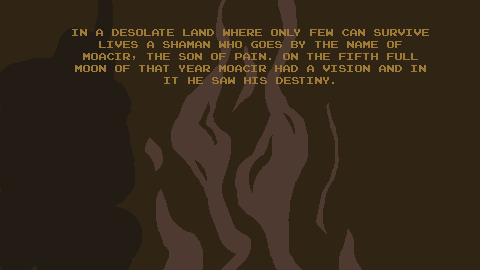 IN A DESOLATE LAND WHERE ONLY FEW CAN SURVIVE
LIVES A SHAMAN WHO GOES BY THE NAME OF
MOACIR, THE SON OF PAIN. ON THE FIFTH FULL
MOON OF THAT YEAR MOACIR HAD A VISION AND IN
IT HE SAW HIS DESTINY.